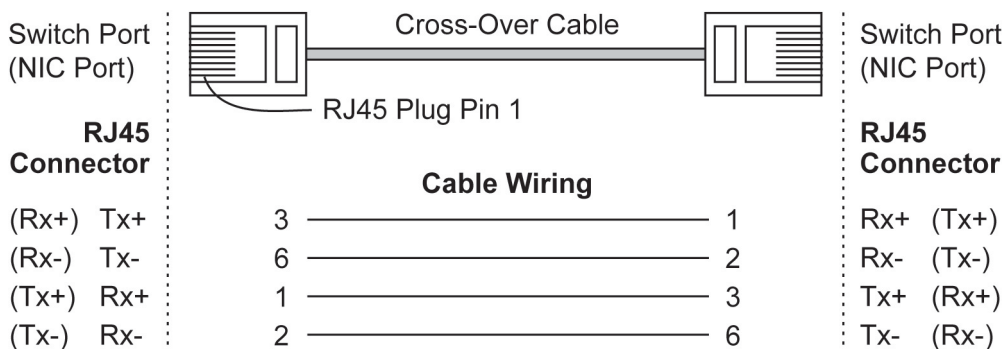 Switch Port Cross-Over Cable Switch Port
(NIC Port) (NIC Port)
RJ45 Plug Pin 1
RJ45 RJ45
Connector Connector
Cable Wiring
(Rx+) Tx+ 3 1 Rx+ (Tx+)
(Rx-) Tx- 6 2 Rx- (Tx-)
(Tx+) Rx+ 1 3 Tx+ (Rx+)
(Tx-) Rx- 2 6 Tx- (Rx-)